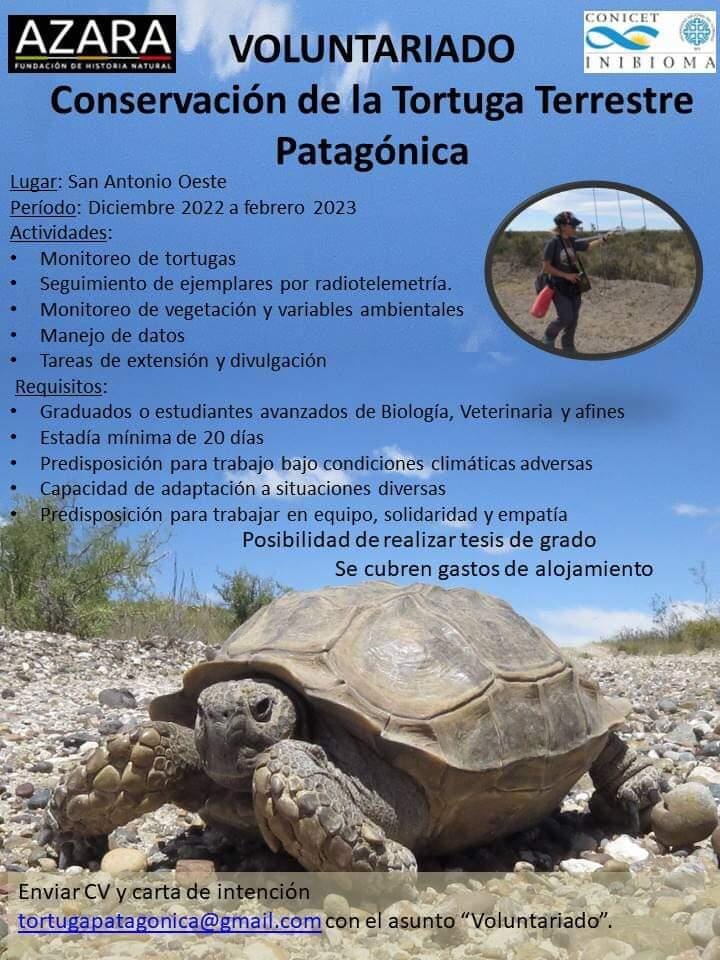 AZARA
FUNDACIÓN DE HISTORIA NATURAL
CONICET
INIBIOMA
VOLUNTARIADO
Conservación de la Tortuga Terrestre
Patagónica
Lugar: San Antonio Oeste
Período: Diciembre 2022 a febrero 2023
Actividades:
• Monitoreo de tortugas
• Seguimiento de ejemplares por radiotelemetría.
• Monitoreo de vegetación y variables ambientales
• Manejo de datos
• Tareas de extensión y divulgación
Requisitos:
• Graduados o estudiantes avanzados de Biología, Veterinaria y afines
• Estadía mínima de 20 días
• Predisposición para trabajo bajo condiciones climáticas adversas
• Capacidad de adaptación a situaciones diversas
• Predisposición para trabajar en equipo, solidaridad y empatía
Posibilidad de realizar tesis de grado
Se cubren gastos de alojamiento
Enviar CV y carta de intención
tortugapatagonica@gmail.com con el asunto “Voluntariado”.